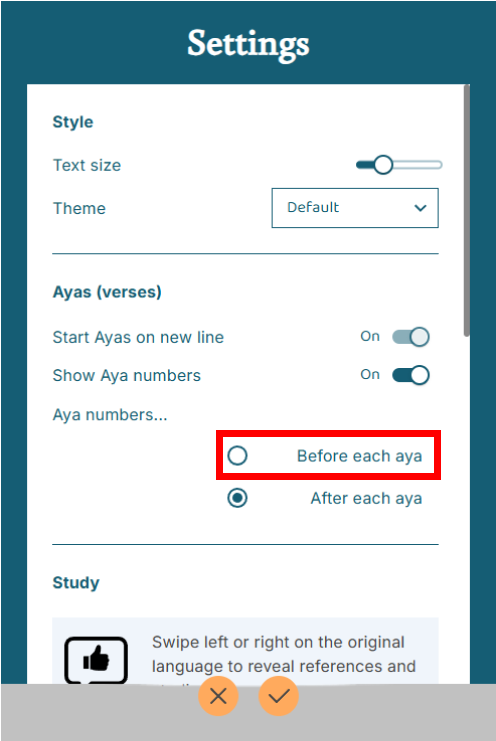 Settings
Style
Text size
Theme
Default
Ayas (verses)
Start Ayas on new line
On
Show Aya numbers
On
Aya numbers...
Before each aya
After each aya
Study
Swipe left or right on the original
language to reveal references and